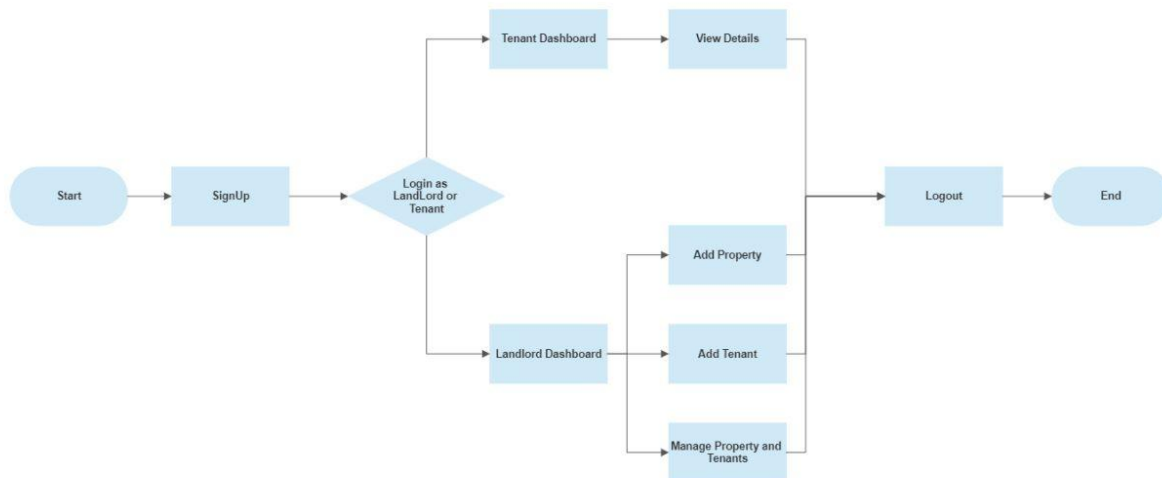 Tenant Dashboard
View Details
Start
SignUp
Login as
LandLord or
Tenant
Logout
End
Add Property
Landlord Dashboard
Add Tenant
Manage Property and
Tenants